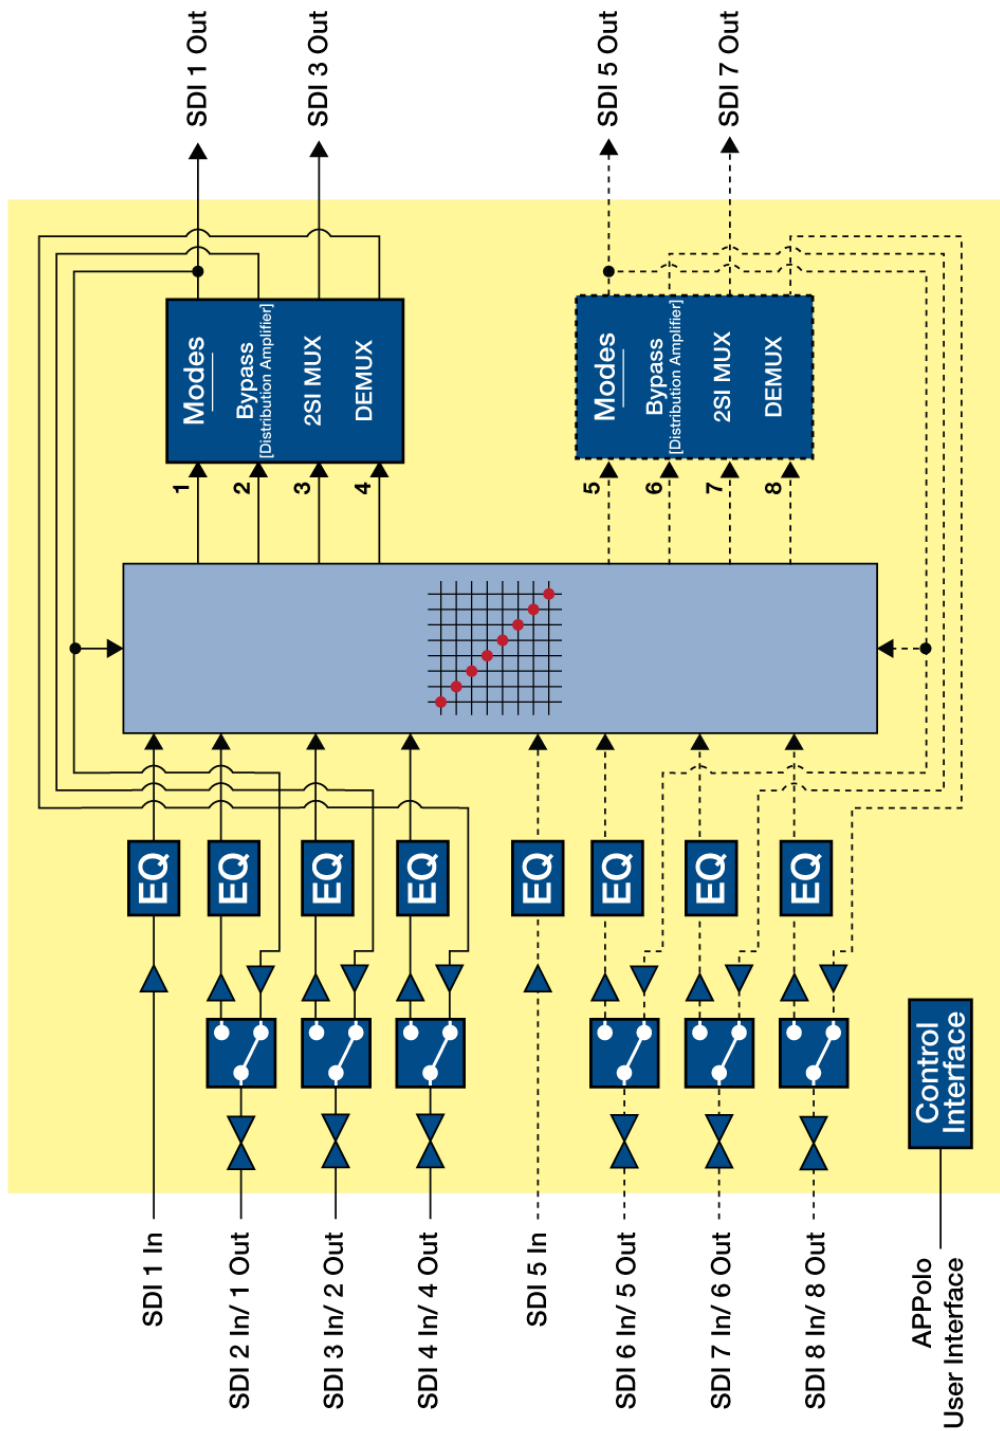 SDI 1 In
SDI 2 In/ 1 Out
SDI 3 In/ 2 Out
SDI 4 In/ 4 Out
SDI 5 In
SDI 6 In/ 5 Out
SDI 7 In/ 6 Out
SDI 8 In/ 8 Out
APPolo
User Interface
Control
Interface
EQ
EQ
EQ
EQ
EQ
EQ
EQ
EQ
1
2
3
4
5
6
7
8
Modes
Bypass
[Distribution Amplifier]
2SI MUX
DEMUX
Modes
Bypass
[Distribution Amplifier]
2SI MUX
DEMUX
SDI 1 Out
SDI 3 Out
SDI 5 Out
SDI 7 Out